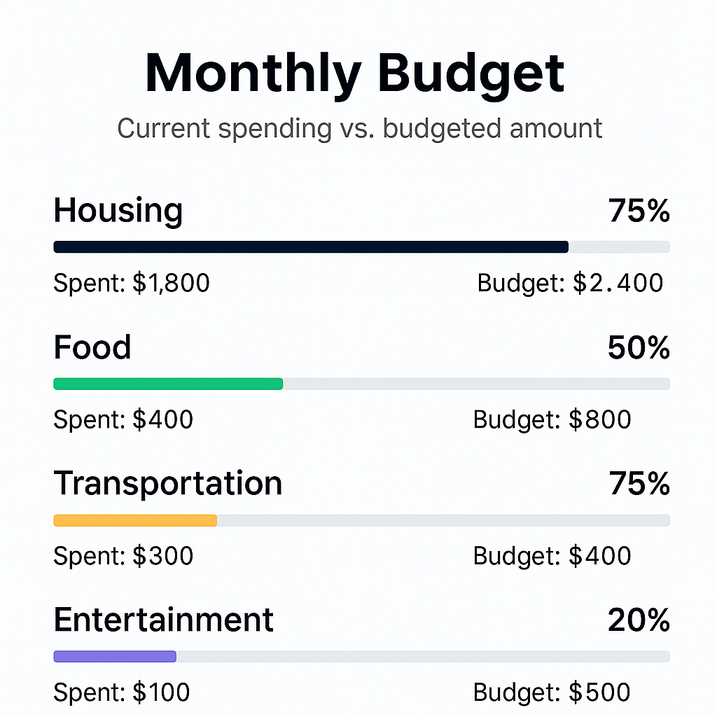 Monthly Budget
Current spending vs. budgeted amount
Housing 75%
Spent: $1,800 Budget: $2.400
Food 50%
Spent: $400 Budget: $800
Transportation 75%
Spent: $300 Budget: $400
Entertainment 20%
Spent: $100 Budget: $500